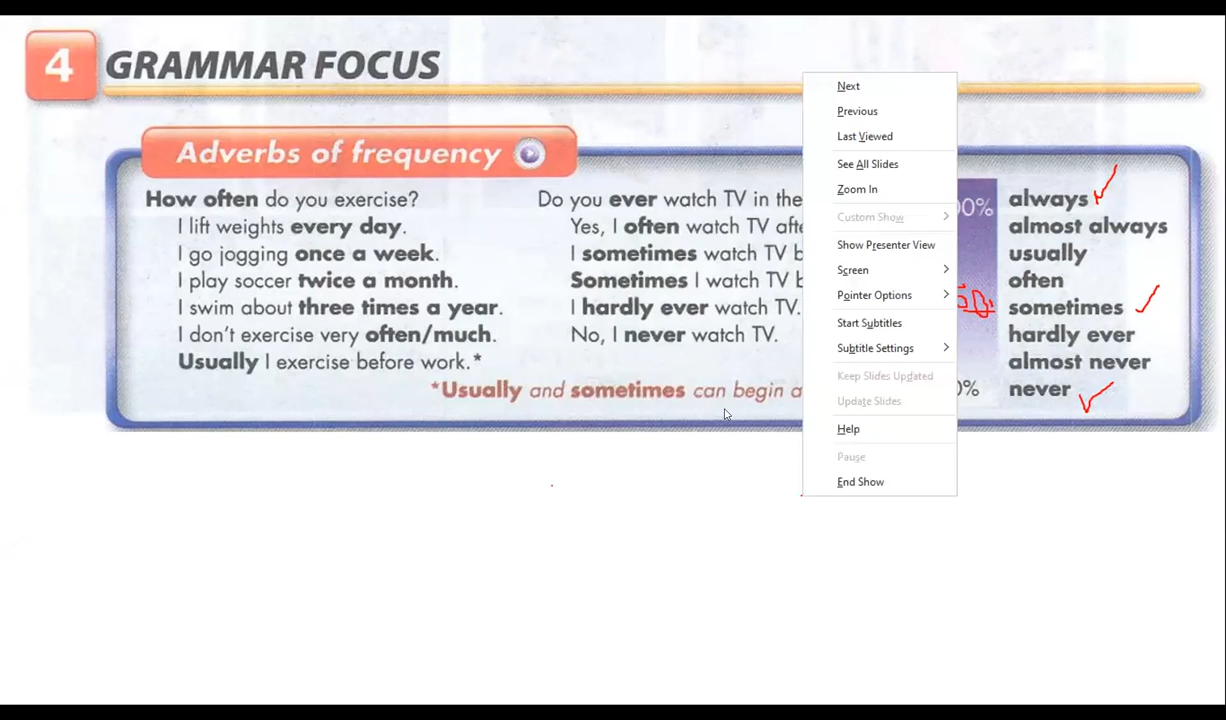 4 GRAMMAR FOCUS
Adverbs of frequency
How often do you exercise?
I lift weights every day.
I go jogging once a week.
I play soccer twice a month.
I swim about three times a year.
I don't exercise very often/much.
Usually I exercise before work.*
Do you ever watch TV in the
Yes, I often watch TV afte
I sometimes watch TV b
Sometimes I watch TV b
I hardly ever watch TV.
No, I never watch TV.
*Usually and sometimes can begin a
Next
Previous
Last Viewed
See All Slides
Zoom In
Custom Show
Show Presenter View
Screen
Pointer Options
Start Subtitles
Subtitle Settings
Keep Slides Updated
Update Slides
Help
Pause
End Show
00%
0%
always
almost always
usually
often
sometimes
hardly ever
almost never
never